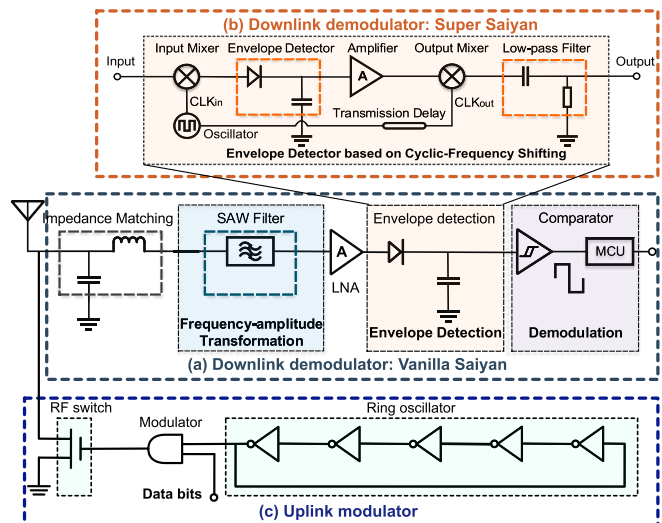 (b) Downlink demodulator: Super Saiyan
Input Mixer Envelope Detector Amplifier Output Mixer Low-pass Filter
Input
Output
A
CLKin
CLKout
Transmission Delay
Oscillator
Envelope Detector based on Cyclic-Frequency Shifting
Impedance Matching
SAW Filter
Envelope detection
Comparator
A
MCU
LNA
Frequency-amplitude
Transformation
Envelope Detection
Demodulation
(a) Downlink demodulator: Vanilla Saiyan
RF switch
Modulator
Ring oscillator
Data bits
(c) Uplink modulator